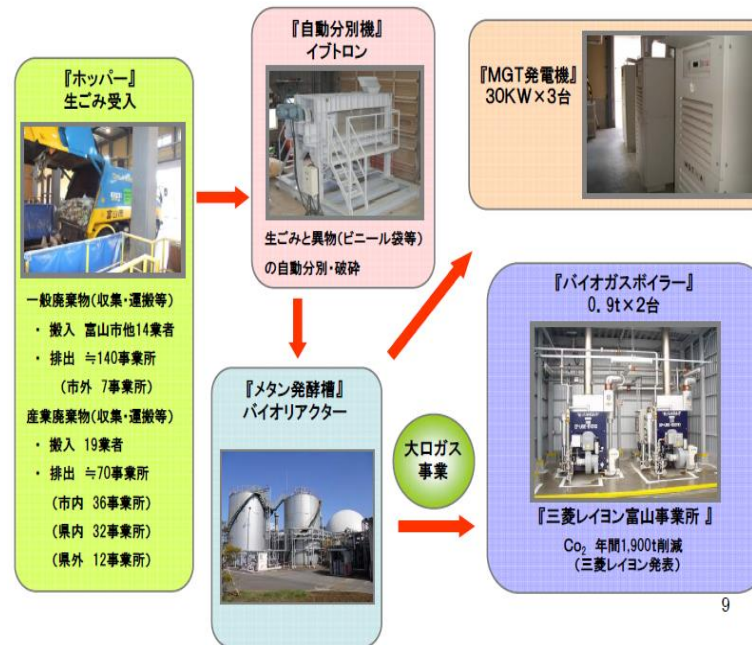 『ホッパー』
生ごみ受入
富山市
一般廃棄物(収集・運搬等)
・ 搬入 富山市他14業者
・ 排出 ≒140事業所
(市外 7事業所)
産業廃棄物(収集・運搬等)
・ 搬入 19業者
・ 排出 ≒70事業所
(市内 36事業所)
(県内 32事業所)
(県外 12事業所)
『自動分別機』
イブトロン
生ごみと異物(ビニール袋等)
の自動分別・破砕
『メタン発酵槽』
バイオリアクター
大口ガス
事業
『MGT発電機』
30KW×3台
『バイオガスボイラー』
0.9t×2台
『三菱レイヨン富山事業所 』
Co₂ 年間1,900t削減
(三菱レイヨン発表)
9